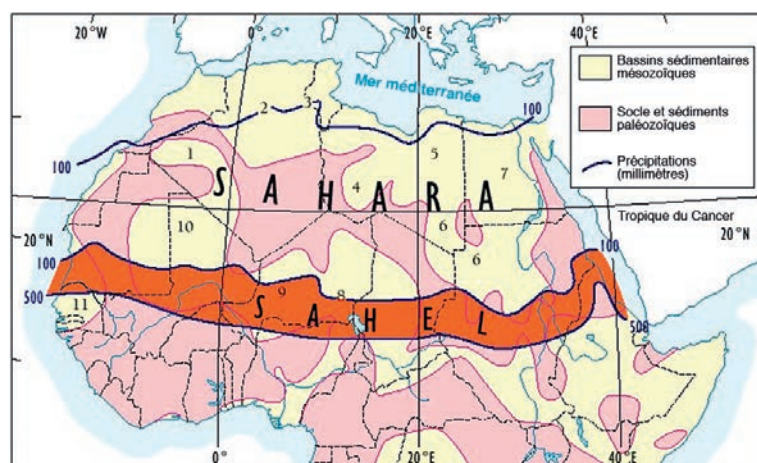 20°W
0°
20°E
40°E
Mer méditerranée
Bassins sédimentaires
mésozoïques
Socle et sédiments
paléozoïques
Précipitations
(millimètres)
100
100
2
3
1
5
7
4
SAHARA
Tropique du Cancer
20°N
20°N
10
6
6
100
100
500
500
11
9
8
SAHEL
0°
20°E
40°E